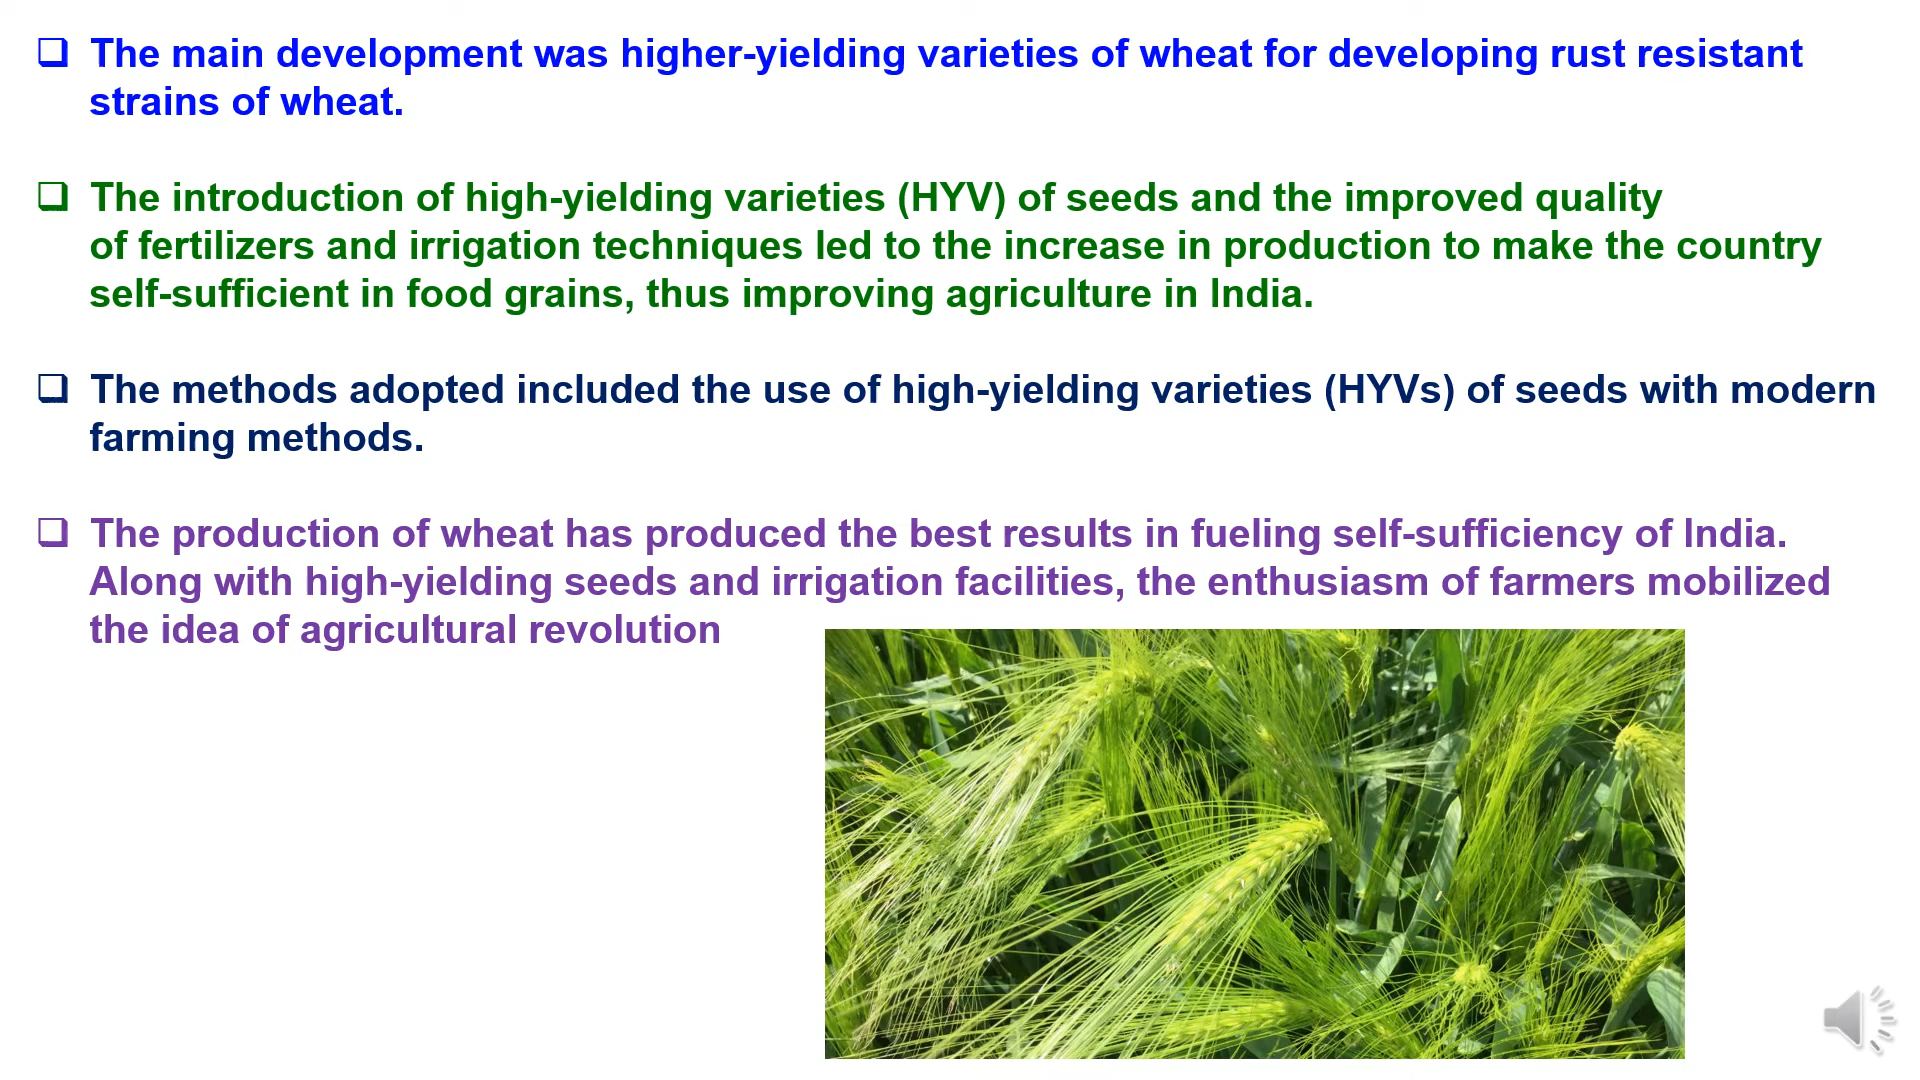 ❑ The main development was higher-yielding varieties of wheat for developing rust resistant
strains of wheat.
❑ The introduction of high-yielding varieties (HYV) of seeds and the improved quality
of fertilizers and irrigation techniques led to the increase in production to make the country
self-sufficient in food grains, thus improving agriculture in India.
❑ The methods adopted included the use of high-yielding varieties (HYVs) of seeds with modern
farming methods.
❑ The production of wheat has produced the best results in fueling self-sufficiency of India.
Along with high-yielding seeds and irrigation facilities, the enthusiasm of farmers mobilized
the idea of agricultural revolution